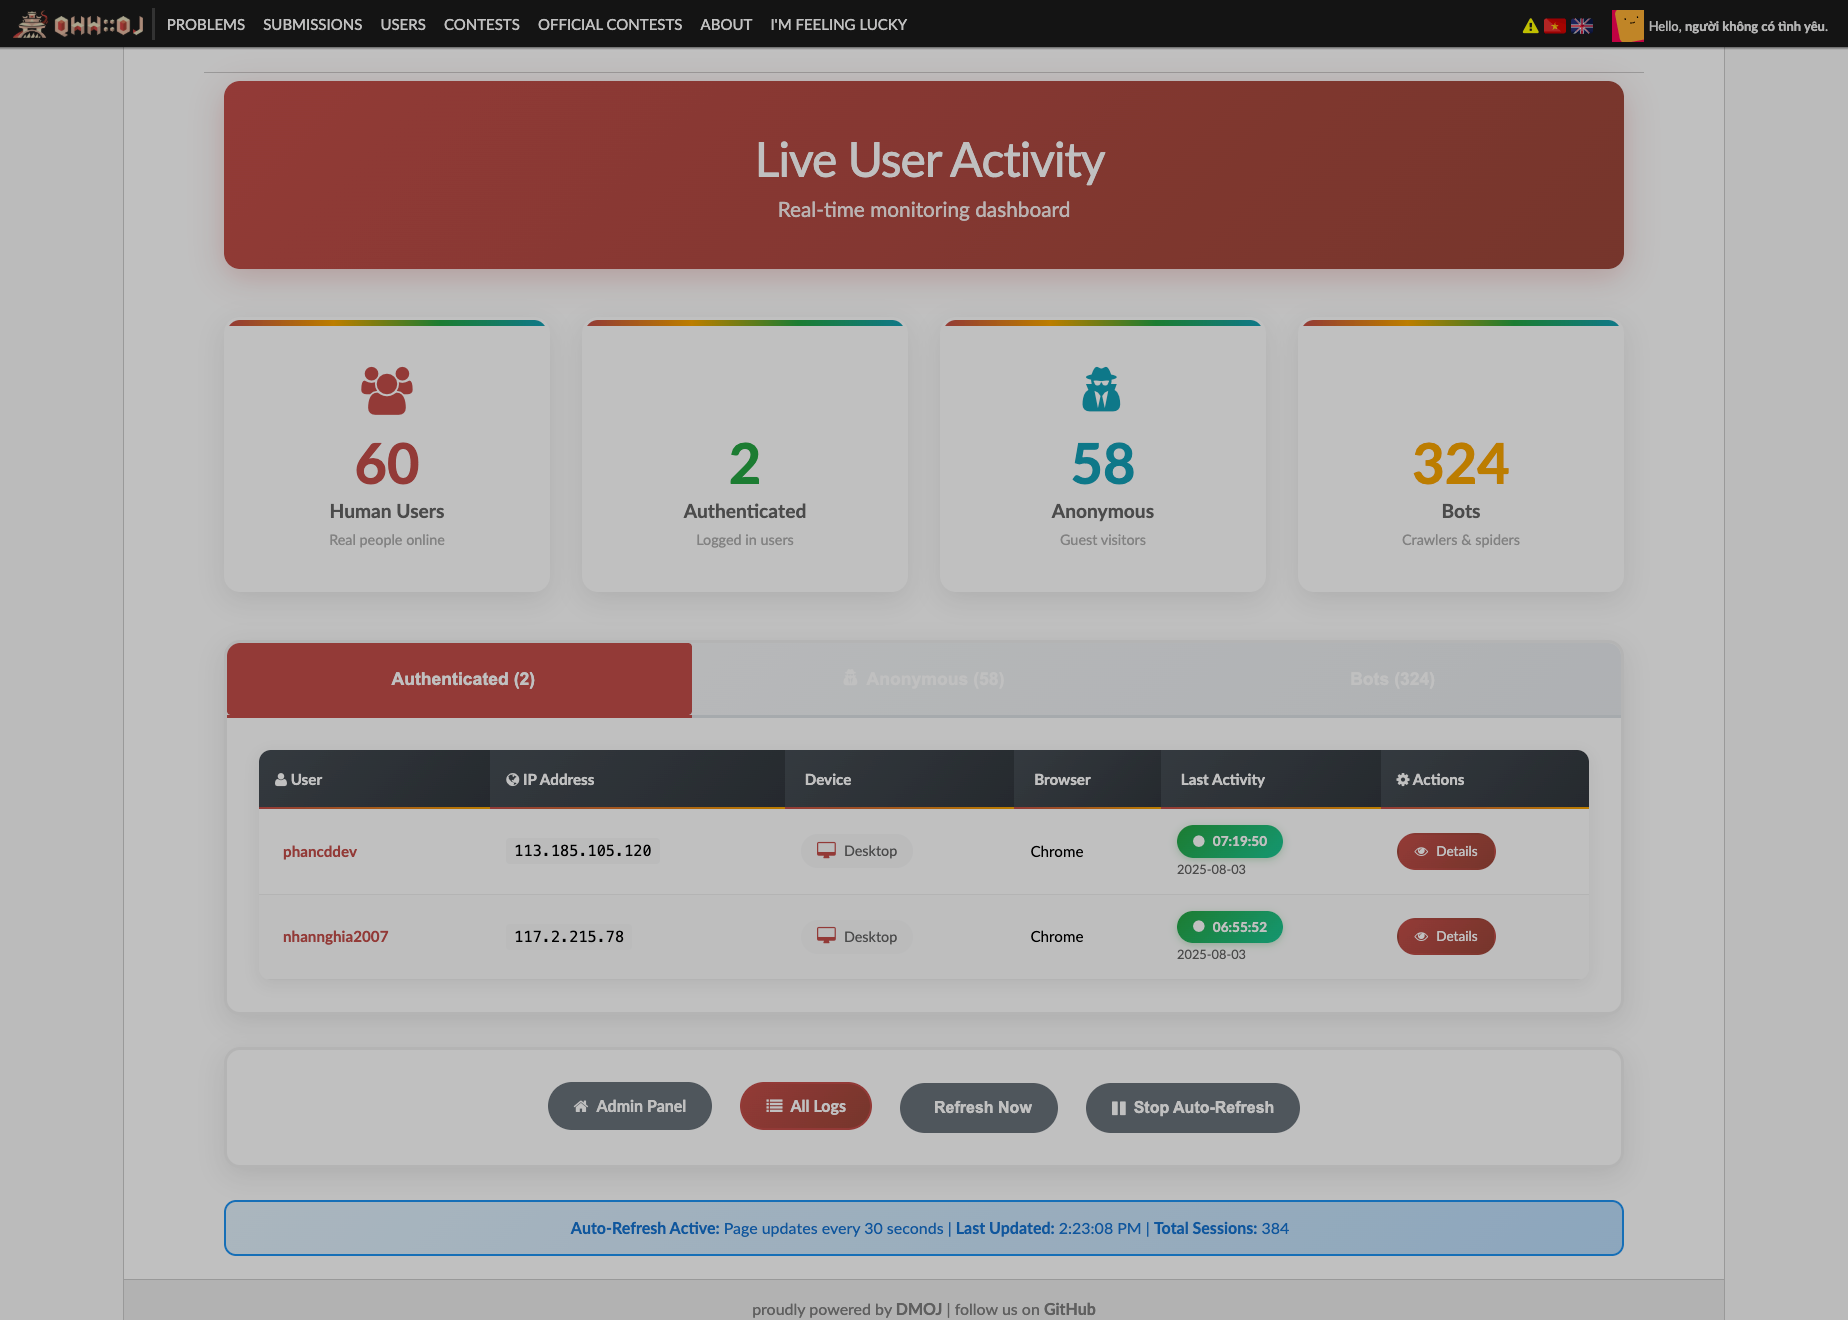 QHH::OJ
PROBLEMS SUBMISSIONS USERS CONTESTS OFFICIAL CONTESTS ABOUT I'M FEELING LUCKY
Hello, người không có tình yêu.
Live User Activity
Real-time monitoring dashboard
60
Human Users
Real people online
2
Authenticated
Logged in users
58
Anonymous
Guest visitors
324
Bots
Crawlers & spiders
Authenticated (2) Anonymous (58) Bots (324)
User IP Address Device Browser Last Activity Actions
phancddev 113.185.105.120 Desktop Chrome 07:19:50 Details
2025-08-03
nhannghia2007 117.2.215.78 Desktop Chrome 06:55:52 Details
2025-08-03
Admin Panel All Logs Refresh Now Stop Auto-Refresh
Auto-Refresh Active: Page updates every 30 seconds | Last Updated: 2:23:08 PM | Total Sessions: 384
proudly powered by DMOJ | follow us on GitHub